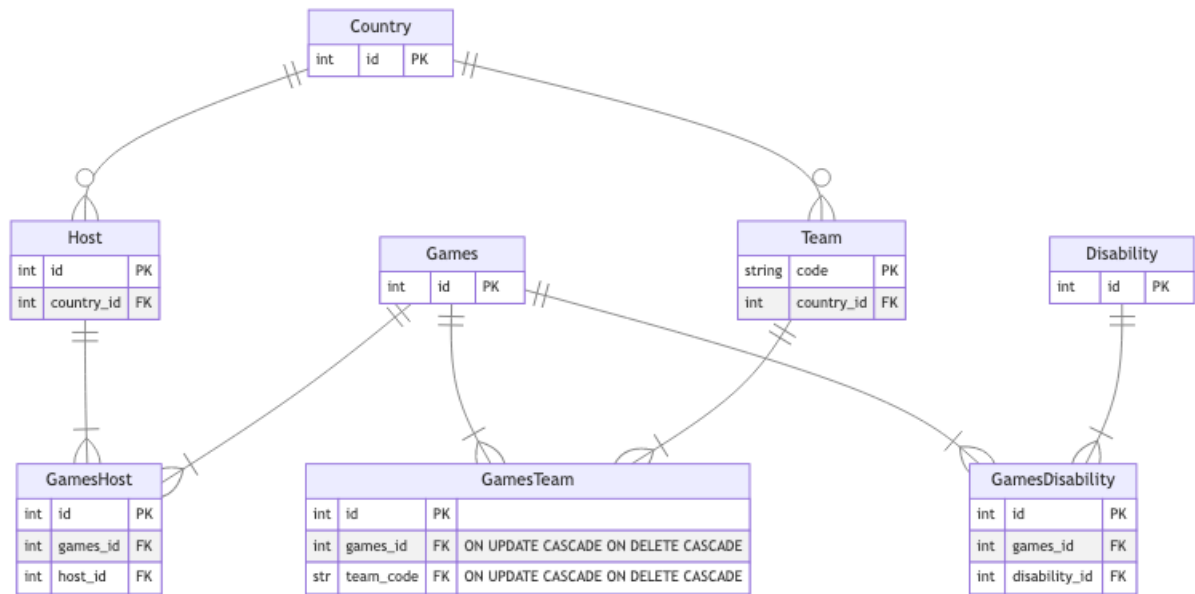 Country
int id PK
Host
int id PK
int country_id FK
Games
int id PK
Team
string code PK
int country_id FK
Disability
int id PK
GamesHost
int id PK
int games_id FK
int host_id FK
GamesTeam
int id PK
int games_id FK ON UPDATE CASCADE ON DELETE CASCADE
str team_code FK ON UPDATE CASCADE ON DELETE CASCADE
GamesDisability
int id PK
int games_id FK
int disability_id FK